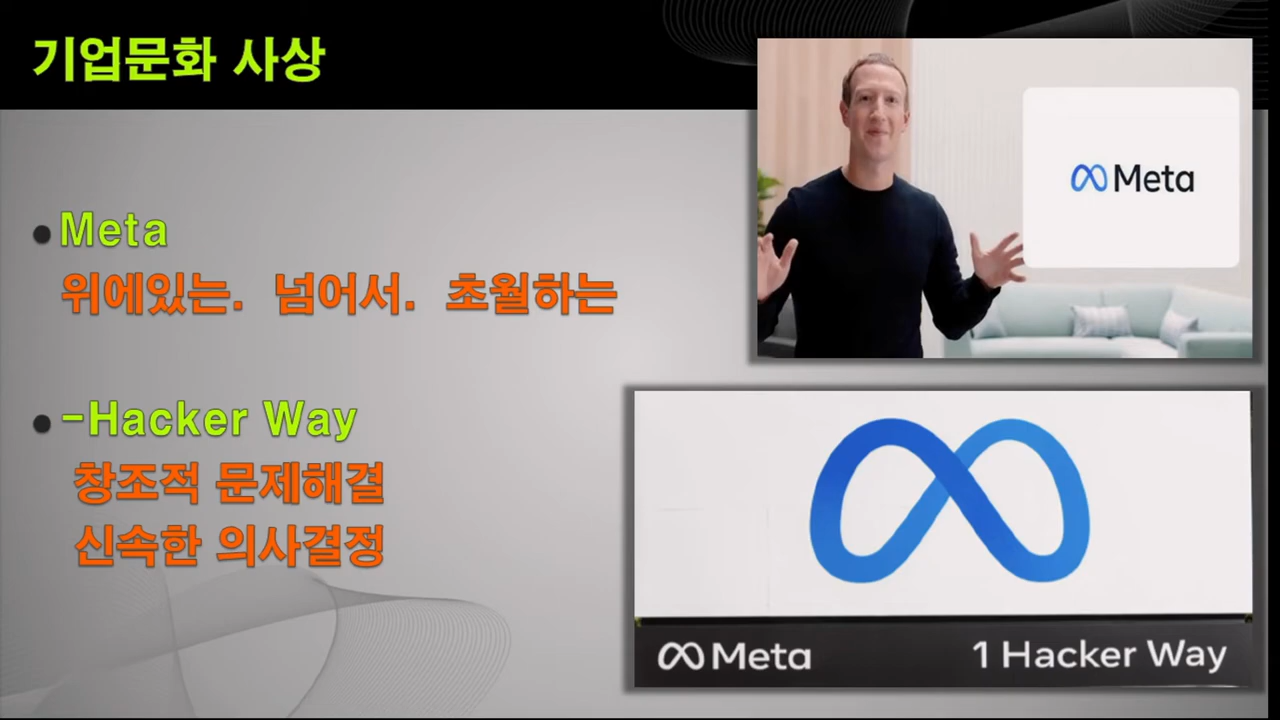 기업문화 사상
Meta
위에있는. 넘어서. 초월하는
-Hacker Way
창조적 문제해결
신속한 의사결정
Meta
Meta
1 Hacker Way